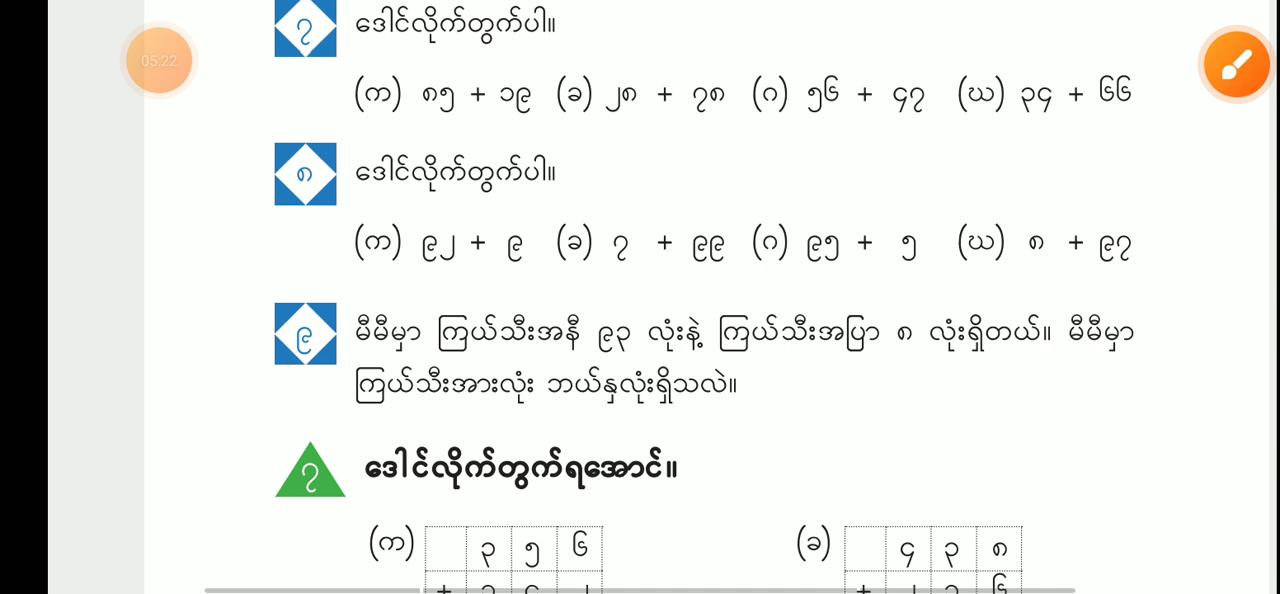 05:22
၇ ဒေါင်လိုက်တွက်ပါ။
(က) ၈၅ + ၁၉ (ခ) ၂၈ + ၇၈ (ဂ) ၅၆ + ၄၇ (ဃ) ၃၄ + ၆၆
၈ ဒေါင်လိုက်တွက်ပါ။
(က) ၉၂ + ၉ (ခ) ၇ + ၉၉ (ဂ) ၉၅ + ၅ (ဃ) ၈ + ၉၇
၉ မီမီမှာ ကြယ်သီးအနီ ၉၃ လုံးနဲ့ ကြယ်သီးအပြာ ၈ လုံးရှိတယ်။ မီမီမှာ
ကြယ်သီးအားလုံး ဘယ်နှလုံးရှိသလဲ။
၇ ဒေါင်လိုက်တွက်ရအောင်။
(က) ၃ ၅ ၆ (ခ) ၄ ၃ ၈